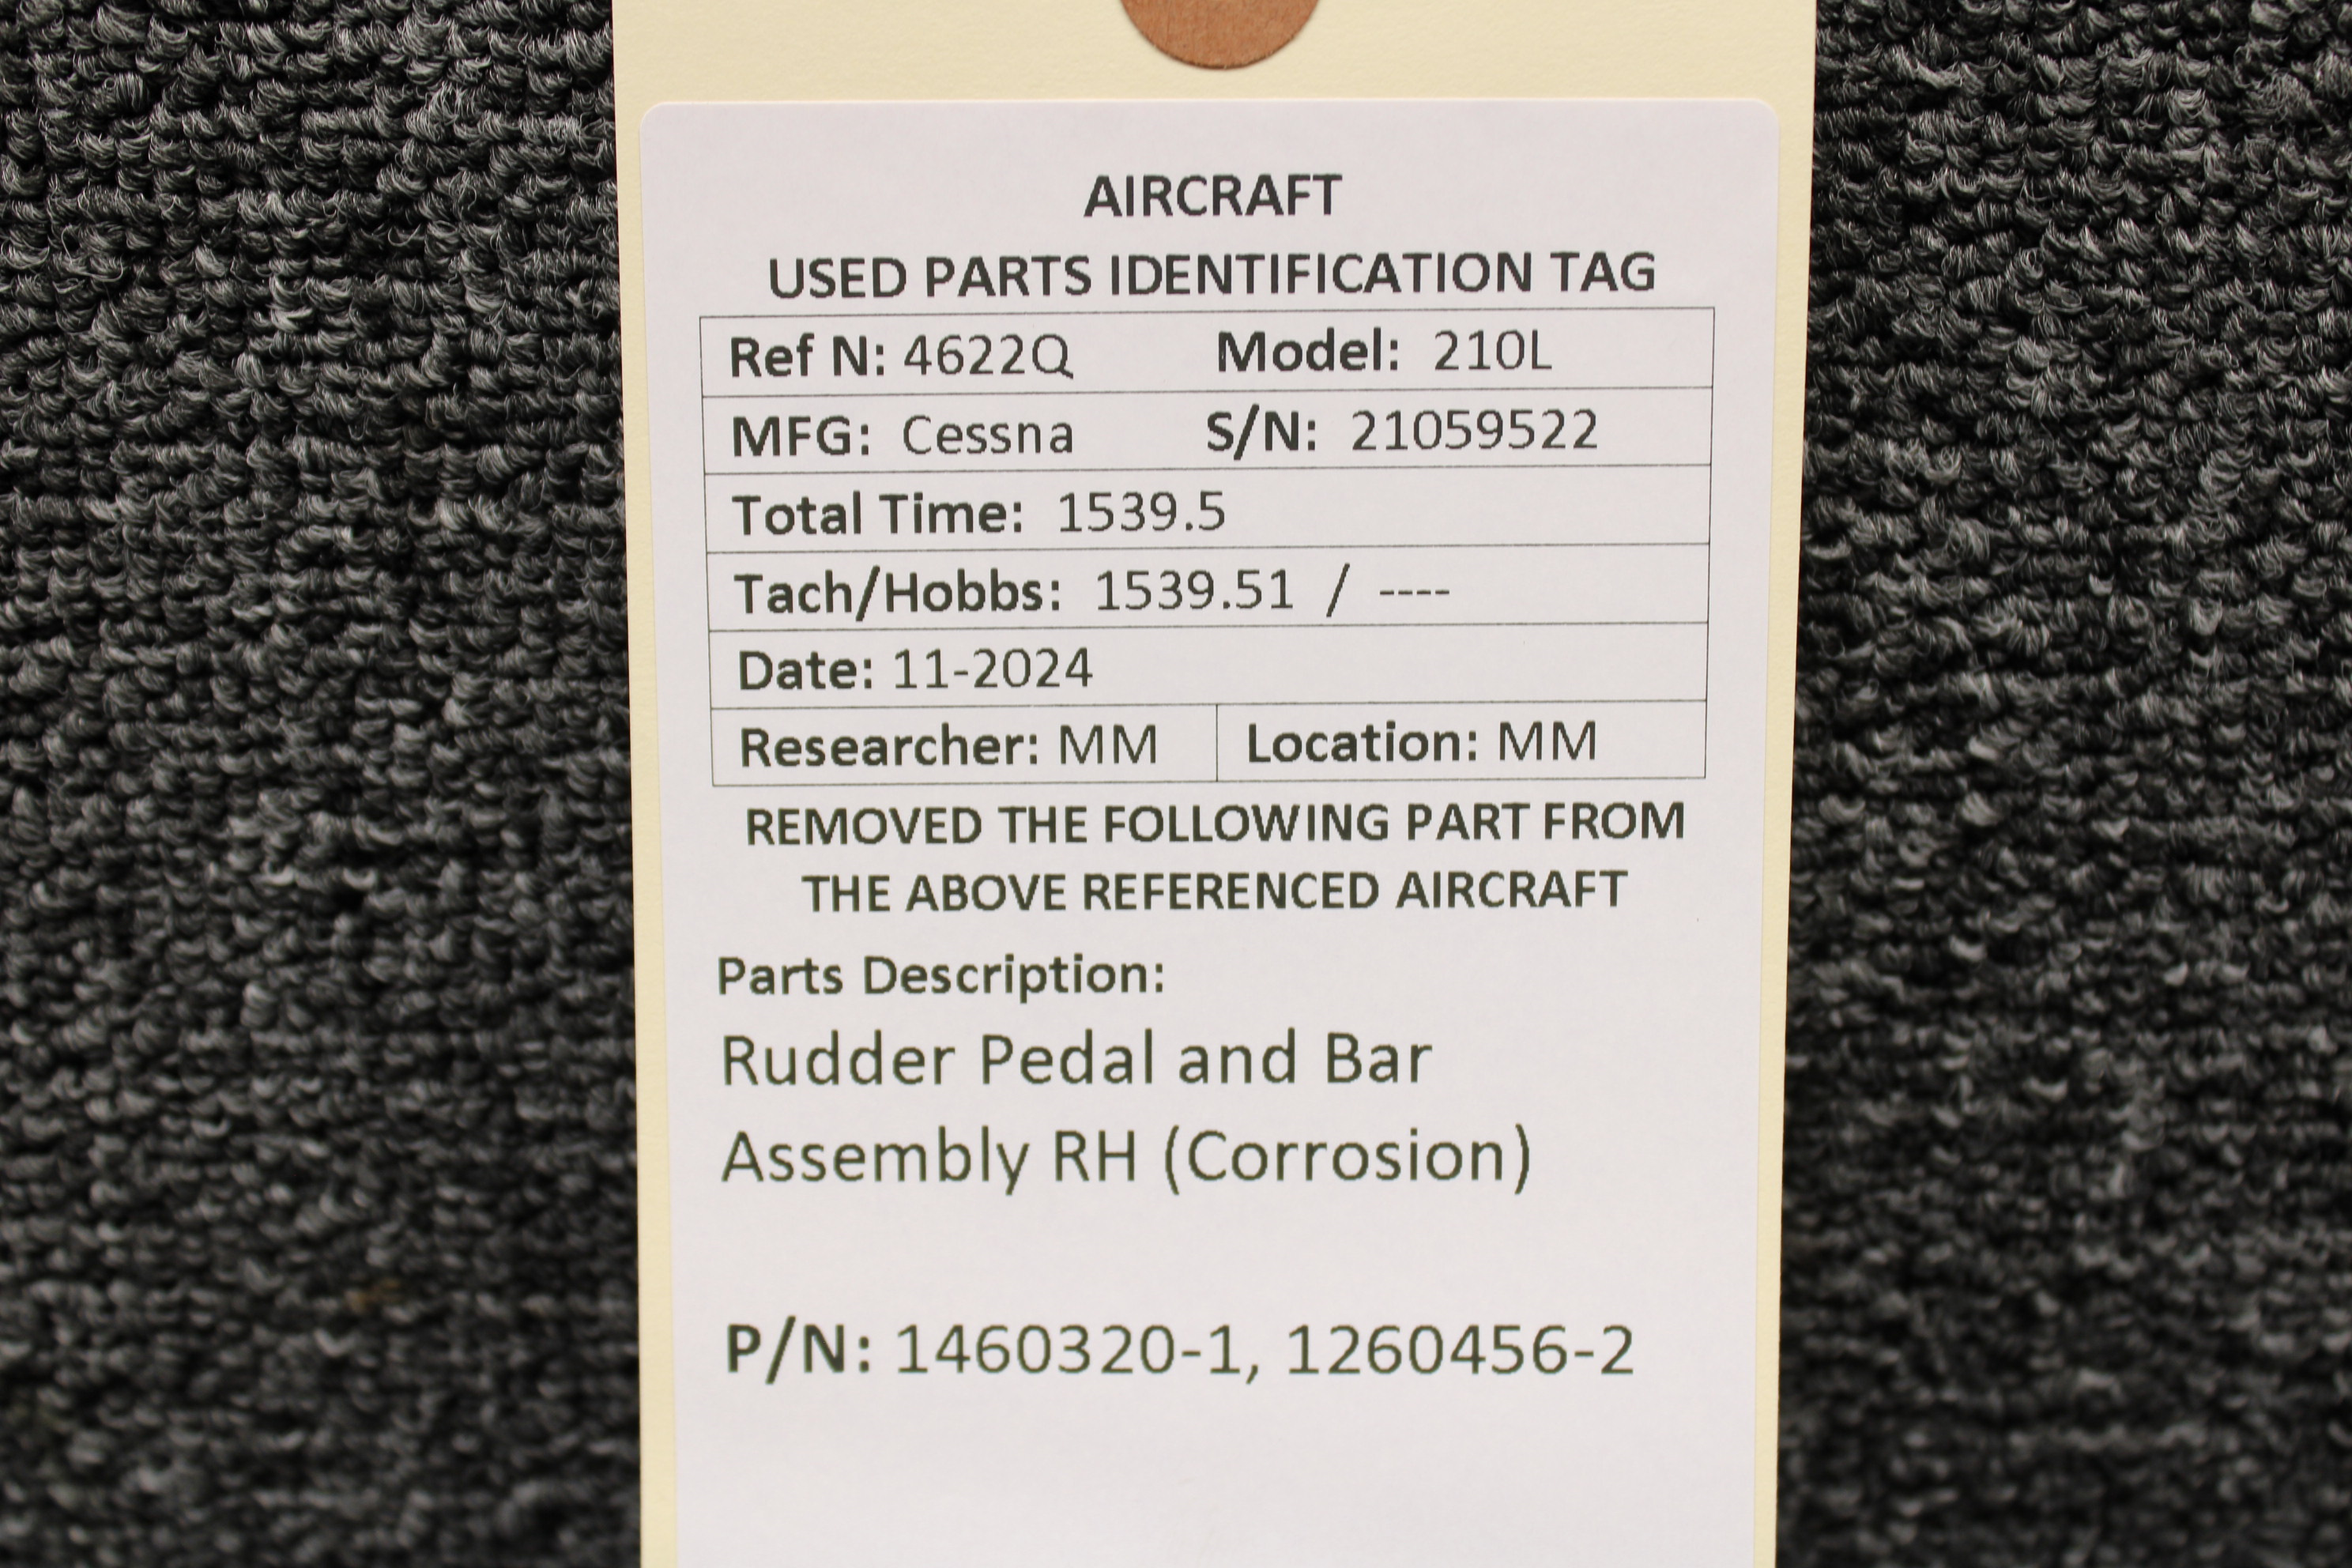 AIRCRAFT
USED PARTS IDENTIFICATION TAG
Ref N: 4622Q Model: 210L
MFG: Cessna S/N: 21059522
Total Time: 1539.5
Tach/Hobbs: 1539.51 / ----
Date: 11-2024
Researcher: MM Location: MM
REMOVED THE FOLLOWING PART FROM
THE ABOVE REFERENCED AIRCRAFT
Parts Description:
Rudder Pedal and Bar
Assembly RH (Corrosion)
P/N: 1460320-1, 1260456-2